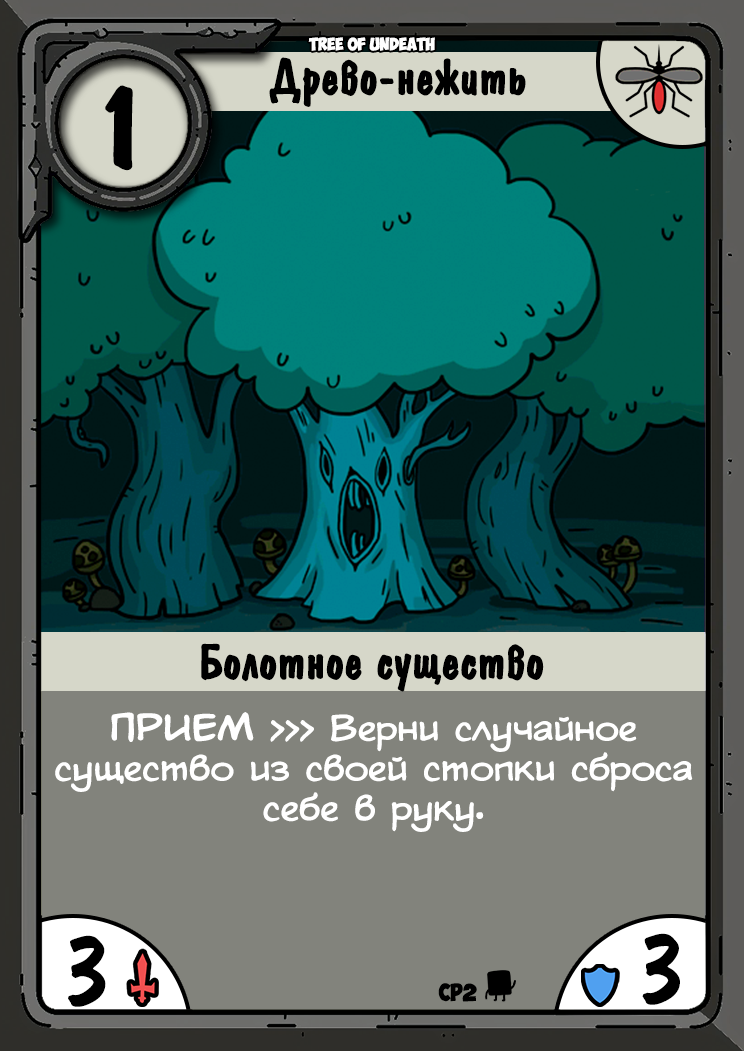 TREE OF UNDEATH
1
Древо-нежить
Болотное существо
ПРИЕМ >>> Верни случайное
существо из своей стопки сброса
себе в руку.
3
CP2
3